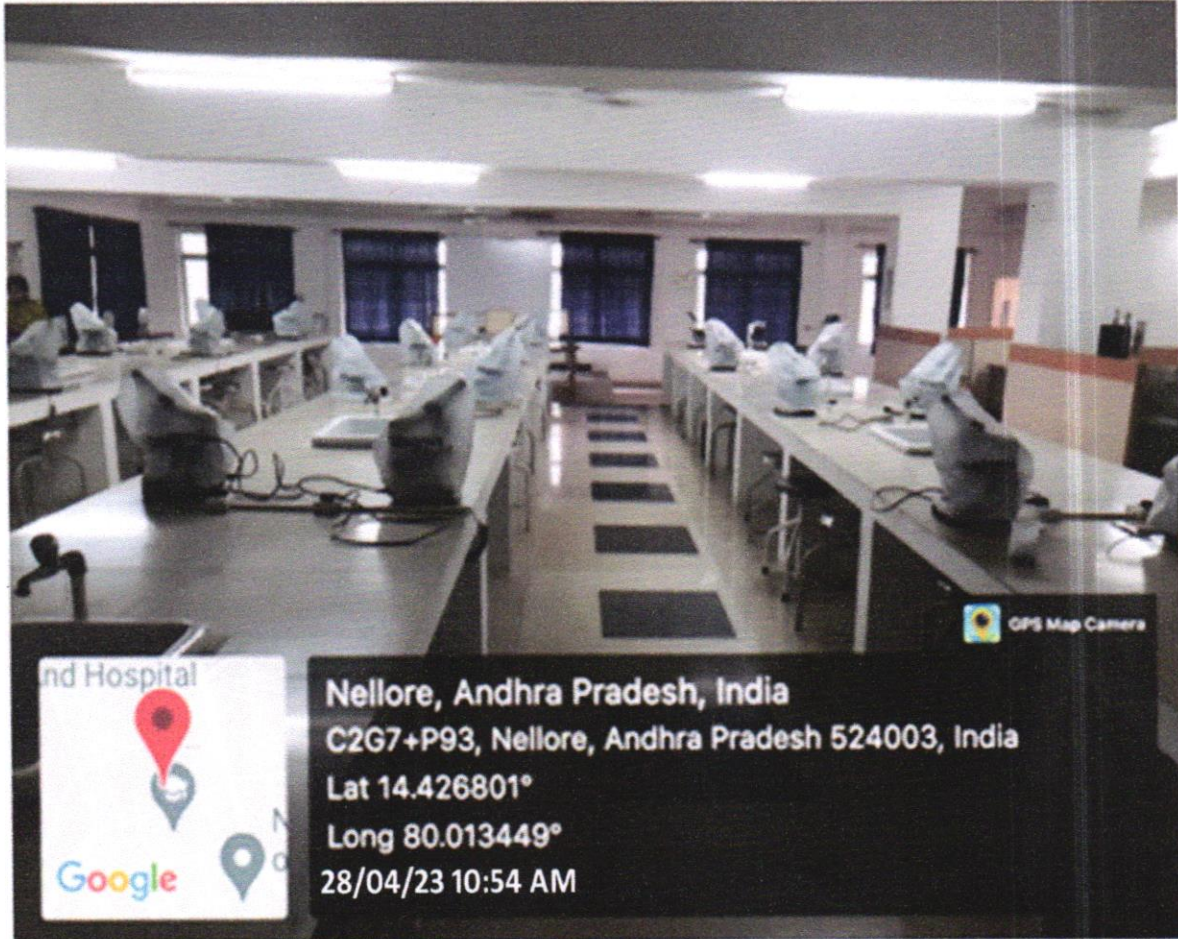 GPS Map Camera
nd Hospital
Google
Nellore, Andhra Pradesh, India
C2G7+P93, Nellore, Andhra Pradesh 524003, India
Lat 14.426801°
Long 80.013449°
28/04/23 10:54 AM